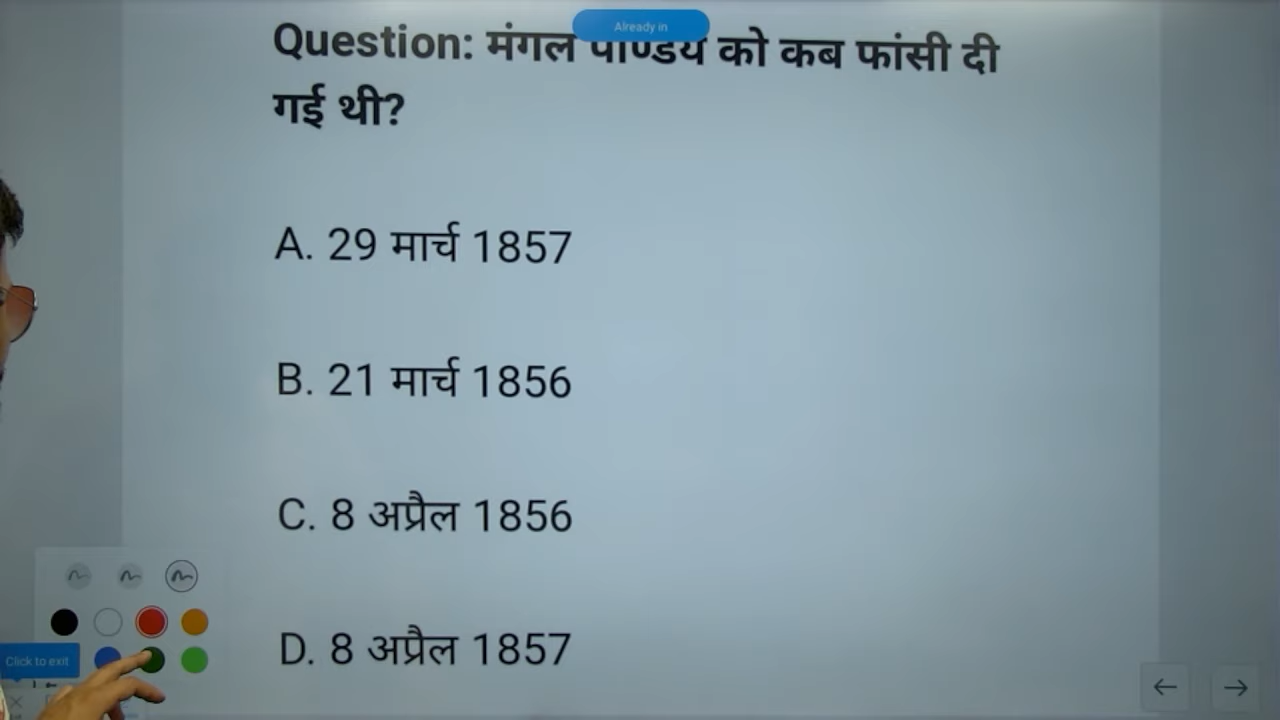 Already in
Question: मंगल पाण्डेय को कब फांसी दी
गई थी?
A. 29 मार्च 1857
B. 21 मार्च 1856
C. 8 अप्रैल 1856
D. 8 अप्रैल 1857
Click to exit